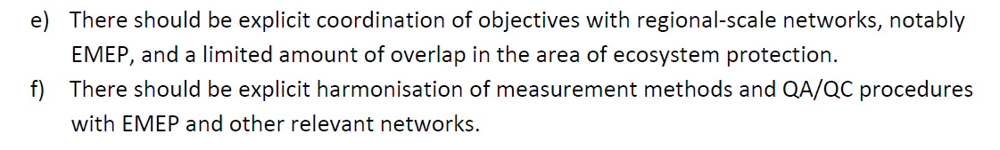 e) There should be explicit coordination of objectives with regional-scale networks, notably
EMEP, and a limited amount of overlap in the area of ecosystem protection.
f) There should be explicit harmonisation of measurement methods and QA/QC procedures
with EMEP and other relevant networks.